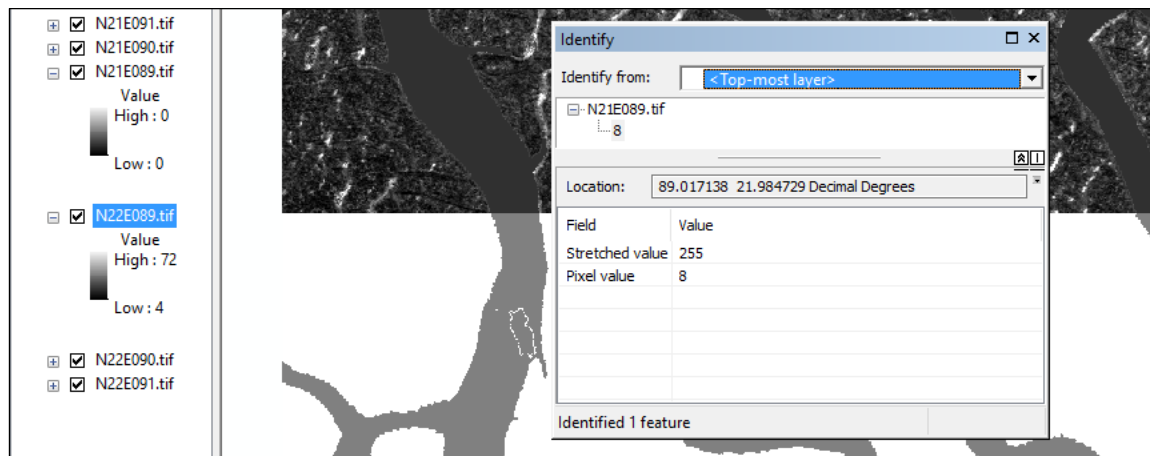 N21E091.tif
N21E090.tif
N21E089.tif
Value
High : 0
Low : 0
N22E089.tif
Value
High : 72
Low : 4
N22E090.tif
N22E091.tif
Identify
Identify from: <Top-most layer>
N21E089.tif
8
Location: 89.017138 21.984729 Decimal Degrees
Field Value
Stretched value 255
Pixel value 8
Identified 1 feature